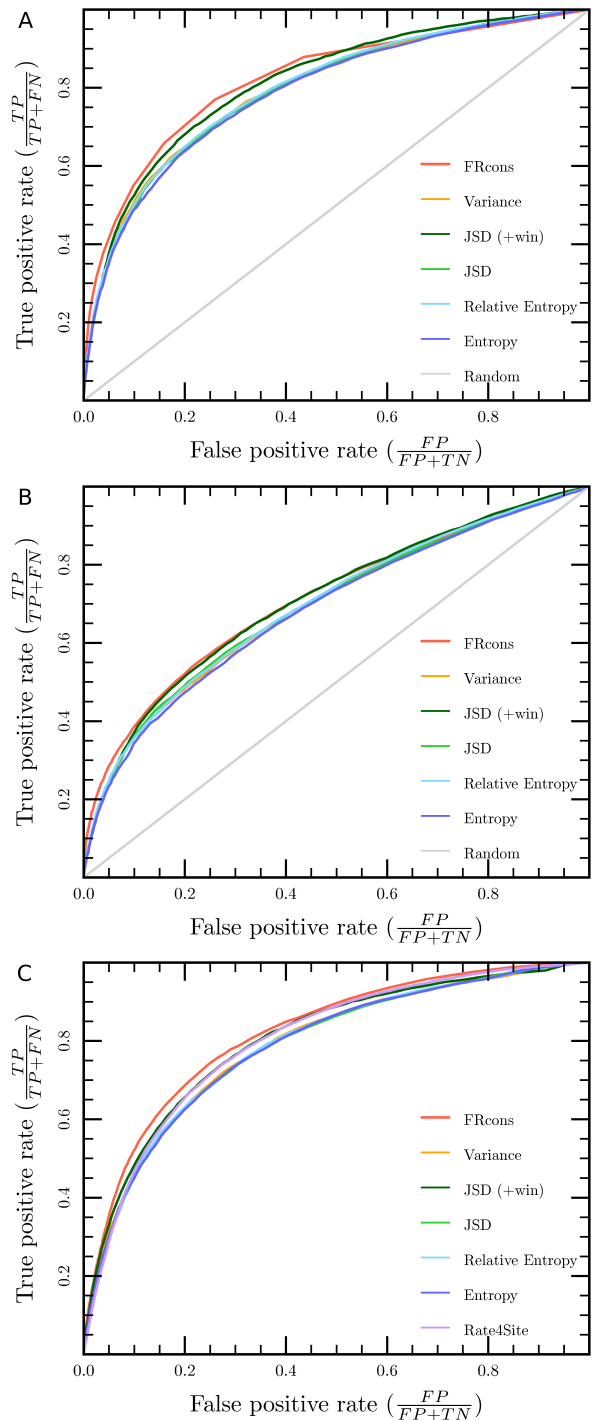 A
True positive rate (TP/TP+FN)
0.8
0.6
0.4
0.2
FRcons
Variance
JSD (+win)
JSD
Relative Entropy
Entropy
Random
0.0 0.2 0.4 0.6 0.8
False positive rate (FP/FP+TN)
B
True positive rate (TP/TP+FN)
0.8
0.6
0.4
0.2
FRcons
Variance
JSD (+win)
JSD
Relative Entropy
Entropy
Random
0.0 0.2 0.4 0.6 0.8
False positive rate (FP/FP+TN)
C
True positive rate (TP/TP+FN)
0.8
0.6
0.4
0.2
FRcons
Variance
JSD (+win)
JSD
Relative Entropy
Entropy
Rate4Site
0.0 0.2 0.4 0.6 0.8
False positive rate (FP/FP+TN)